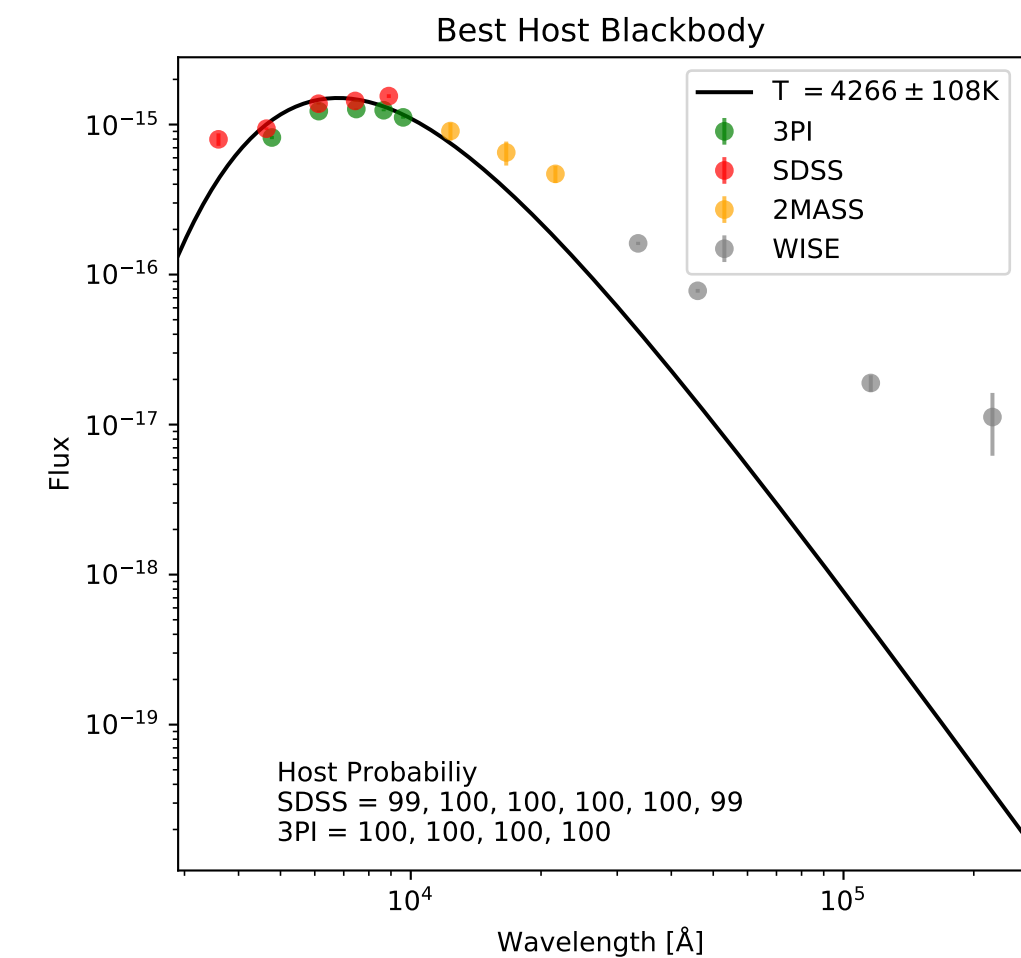 Best Host Blackbody
T = 4266 ± 108K
3PI
SDSS
2MASS
WISE
10⁻¹⁵
10⁻¹⁶
10⁻¹⁷
10⁻¹⁸
10⁻¹⁹
Flux
Host Probabiliy
SDSS = 99, 100, 100, 100, 100, 99
3PI = 100, 100, 100, 100
10⁴ 10⁵
Wavelength [Å]